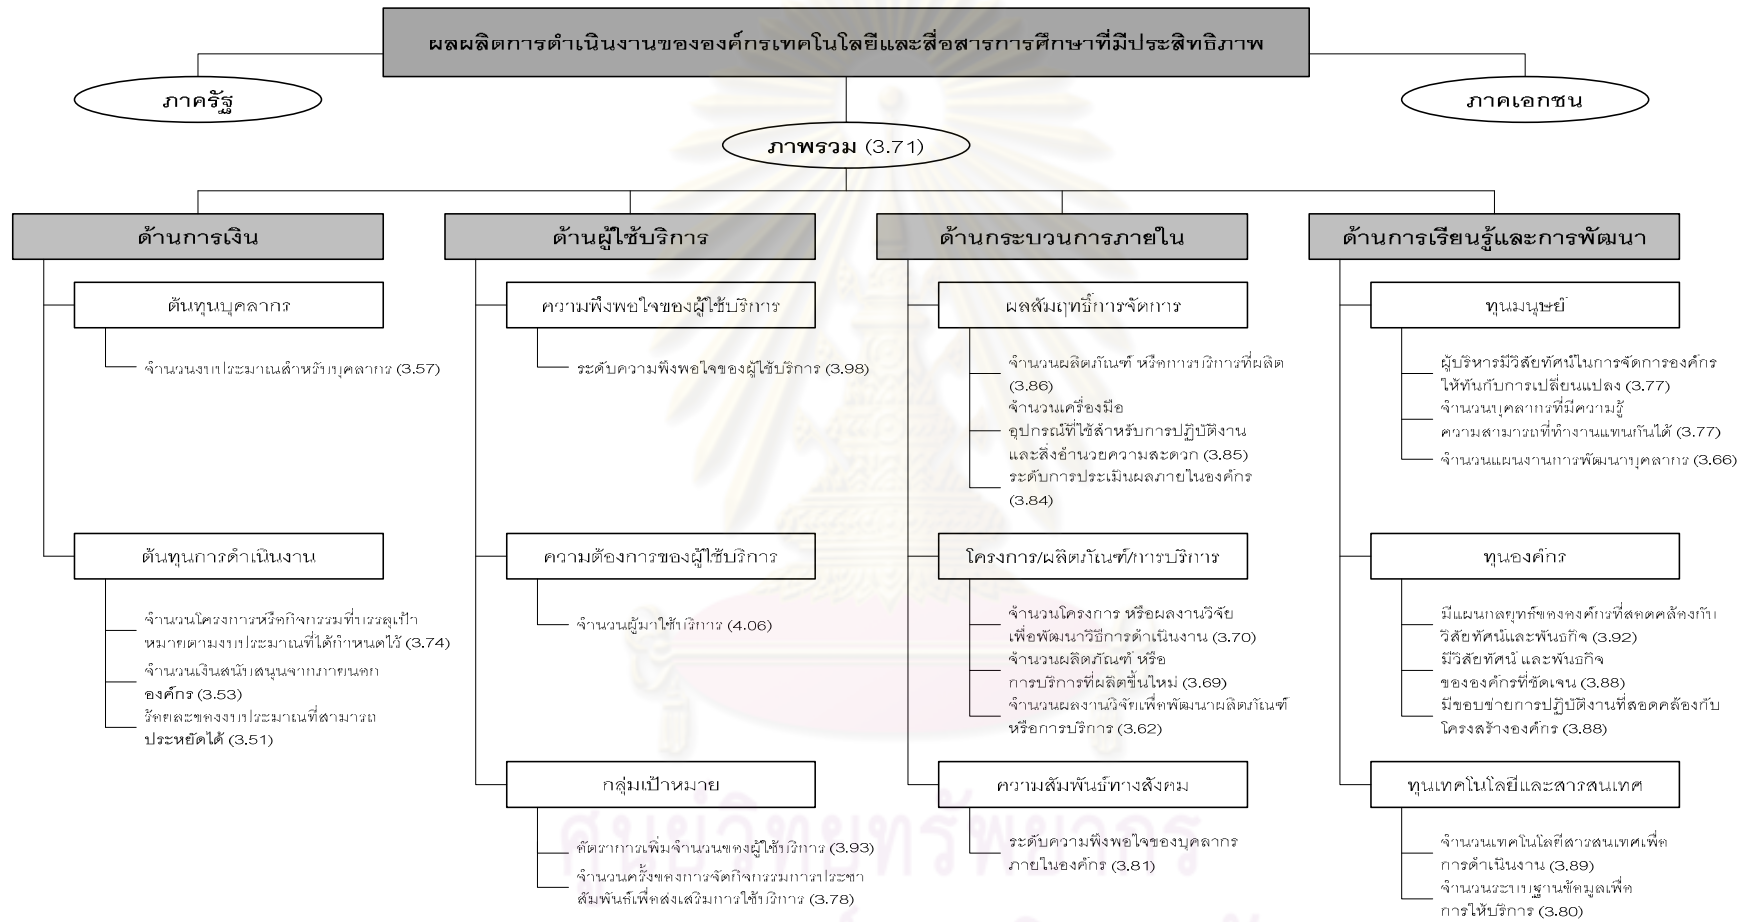 ผลผลิตการดำเนินงานขององค์กรเทคโนโลยีและสื่อสารการศึกษาที่มีประสิทธิภาพ
ภาครัฐ
ภาคเอกชน
ภาพรวม (3.71)
ด้านการเงิน
ต้นทุนบุคลากร
จำนวนงบประมาณสำหรับบุคลากร (3.57)
ต้นทุนการดำเนินงาน
จำนวนโครงการหรือกิจกรรมที่บรรลุเป้า
หมายตามงบประมาณที่ได้กำหนดไว้ (3.74)
จำนวนเงินสนับสนุนจากภายนอก
องค์กร (3.53)
ร้อยละของงบประมาณที่สามารถ
ประหยัดได้ (3.51)
ด้านผู้ใช้บริการ
ความพึงพอใจของผู้ใช้บริการ
ระดับความพึงพอใจของผู้ใช้บริการ (3.98)
ความต้องการของผู้ใช้บริการ
จำนวนผู้มาใช้บริการ (4.06)
กลุ่มเป้าหมาย
อัตราการเพิ่มจำนวนของผู้ใช้บริการ (3.93)
จำนวนครั้งของการจัดกิจกรรมการประชา
สัมพันธ์เพื่อส่งเสริมการใช้บริการ (3.78)
ด้านกระบวนการภายใน
ผลสัมฤทธิ์การจัดการ
จำนวนผลิตภัณฑ์ หรือการบริการที่ผลิต
(3.86)
จำนวนเครื่องมือ
อุปกรณ์ที่ใช้สำหรับการปฏิบัติงาน
และสิ่งอำนวยความสะดวก (3.85)
ระดับการประเมินผลภายในองค์กร
(3.84)
โครงการ/ผลิตภัณฑ์/การบริการ
จำนวนโครงการ หรือผลงานวิจัย
เพื่อพัฒนาวิธีการดำเนินงาน (3.70)
จำนวนผลิตภัณฑ์ หรือ
การบริการที่ผลิตขึ้นใหม่ (3.69)
จำนวนผลงานวิจัยเพื่อพัฒนาผลิตภัณฑ์
หรือการบริการ (3.62)
ความสัมพันธ์ทางสังคม
ระดับความพึงพอใจของบุคลากร
ภายในองค์กร (3.81)
ด้านการเรียนรู้และการพัฒนา
ทุนมนุษย์
ผู้บริหารมีวิสัยทัศน์ในการจัดการองค์กร
ให้ทันกับการเปลี่ยนแปลง (3.77)
จำนวนบุคลากรที่มีความรู้
ความสามารถที่ทำงานแทนกันได้ (3.77)
จำนวนแผนงานการพัฒนาบุคลากร (3.66)
ทุนองค์กร
มีแผนกลยุทธ์ขององค์กรที่สอดคล้องกับ
วิสัยทัศน์และพันธกิจ (3.92)
มีวิสัยทัศน์ และพันธกิจ
ขององค์กรที่ชัดเจน (3.88)
มีขอบข่ายการปฏิบัติงานที่สอดคล้องกับ
โครงสร้างองค์กร (3.88)
ทุนเทคโนโลยีและสารสนเทศ
จำนวนเทคโนโลยีสารสนเทศเพื่อ
การดำเนินงาน (3.89)
จำนวนระบบฐานข้อมูลเพื่อ
การให้บริการ (3.80)
ศูนย์วิทยทรัพยากร